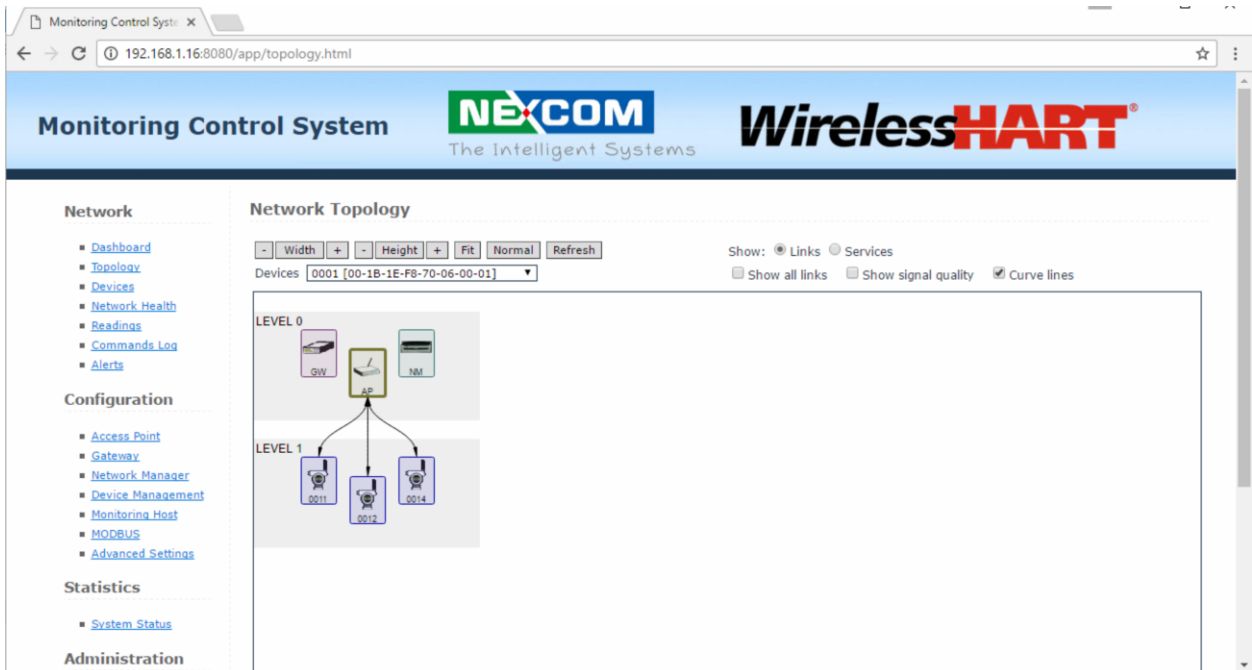 Monitoring Control Syste
192.168.1.16:8080/app/topology.html
Monitoring Control System
NEXCOM
The Intelligent Systems
WirelessHART®
Network
Dashboard
Topology
Devices
Network Health
Readings
Commands Log
Alerts
Configuration
Access Point
Gateway
Network Manager
Device Management
Monitoring Host
MODBUS
Advanced Settings
Statistics
System Status
Administration
Network Topology
- Width + - Height + Fit Normal Refresh
Show: Links Services
Devices 0001 [00-1B-1E-F8-70-06-00-01]
Show all links Show signal quality Curve lines
LEVEL 0
GW AP NM
LEVEL 1
0011 0012 0014